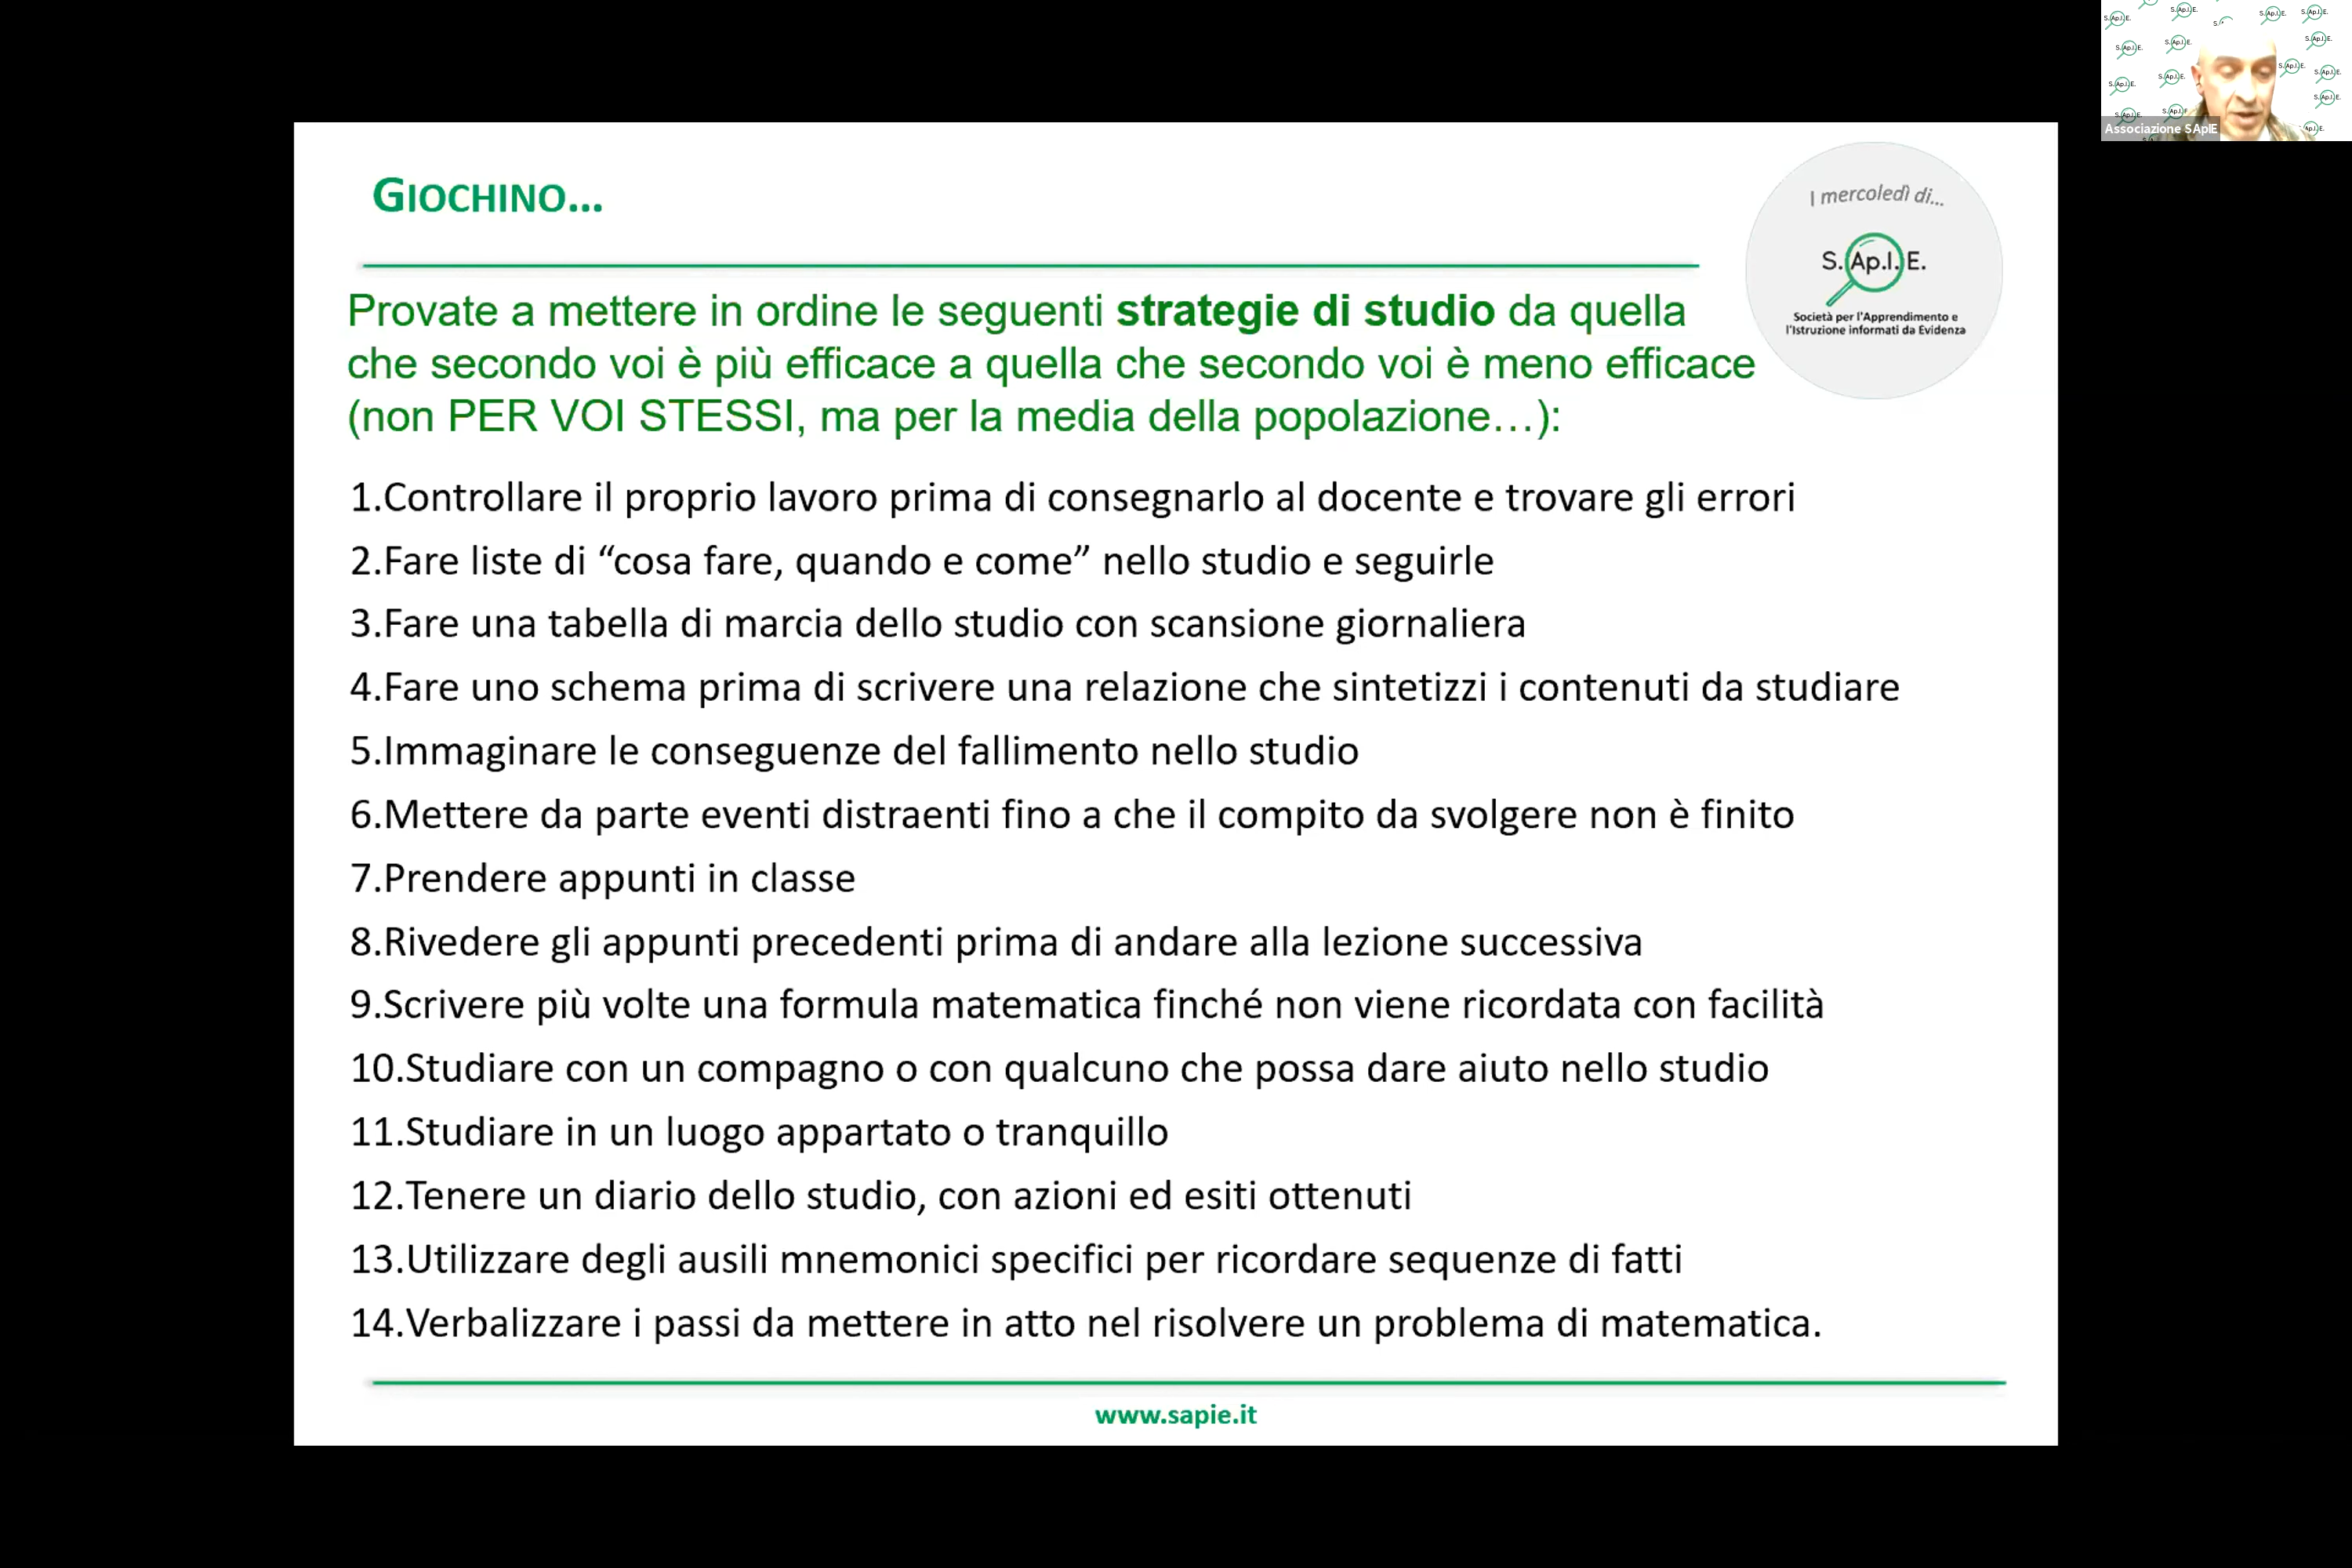 GIOCHINO...
I mercoledì di...
S.Ap.I.E.
Società per l'Apprendimento e
l'Istruzione informati da Evidenza
Provate a mettere in ordine le seguenti strategie di studio da quella
che secondo voi è più efficace a quella che secondo voi è meno efficace
(non PER VOI STESSI, ma per la media della popolazione…):
1.Controllare il proprio lavoro prima di consegnarlo al docente e trovare gli errori
2.Fare liste di “cosa fare, quando e come” nello studio e seguirle
3.Fare una tabella di marcia dello studio con scansione giornaliera
4.Fare uno schema prima di scrivere una relazione che sintetizzi i contenuti da studiare
5.Immaginare le conseguenze del fallimento nello studio
6.Mettere da parte eventi distraenti fino a che il compito da svolgere non è finito
7.Prendere appunti in classe
8.Rivedere gli appunti precedenti prima di andare alla lezione successiva
9.Scrivere più volte una formula matematica finché non viene ricordata con facilità
10.Studiare con un compagno o con qualcuno che possa dare aiuto nello studio
11.Studiare in un luogo appartato o tranquillo
12.Tenere un diario dello studio, con azioni ed esiti ottenuti
13.Utilizzare degli ausili mnemonici specifici per ricordare sequenze di fatti
14.Verbalizzare i passi da mettere in atto nel risolvere un problema di matematica.
www.sapie.it
Associazione SApIE